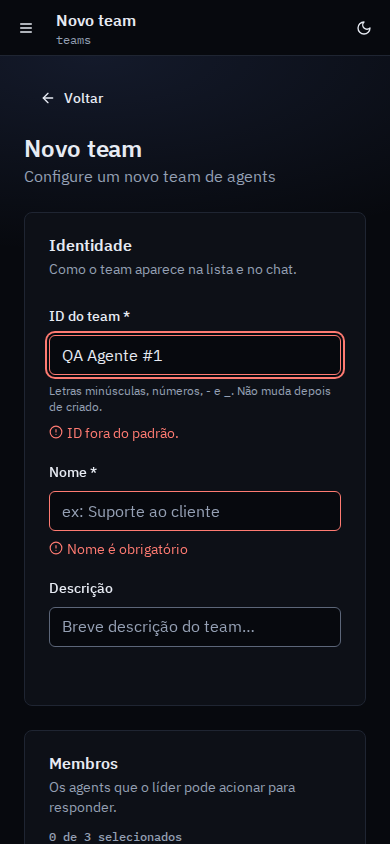 Novo team
teams
Voltar
Novo team
Configure um novo team de agents
Identidade
Como o team aparece na lista e no chat.
ID do team *
QA Agente #1
Letras minúsculas, números, - e _. Não muda depois
de criado.
ID fora do padrão.
Nome *
ex: Suporte ao cliente
Nome é obrigatório
Descrição
Breve descrição do team...
Membros
Os agents que o líder pode acionar para
responder.
0 de 3 selecionados